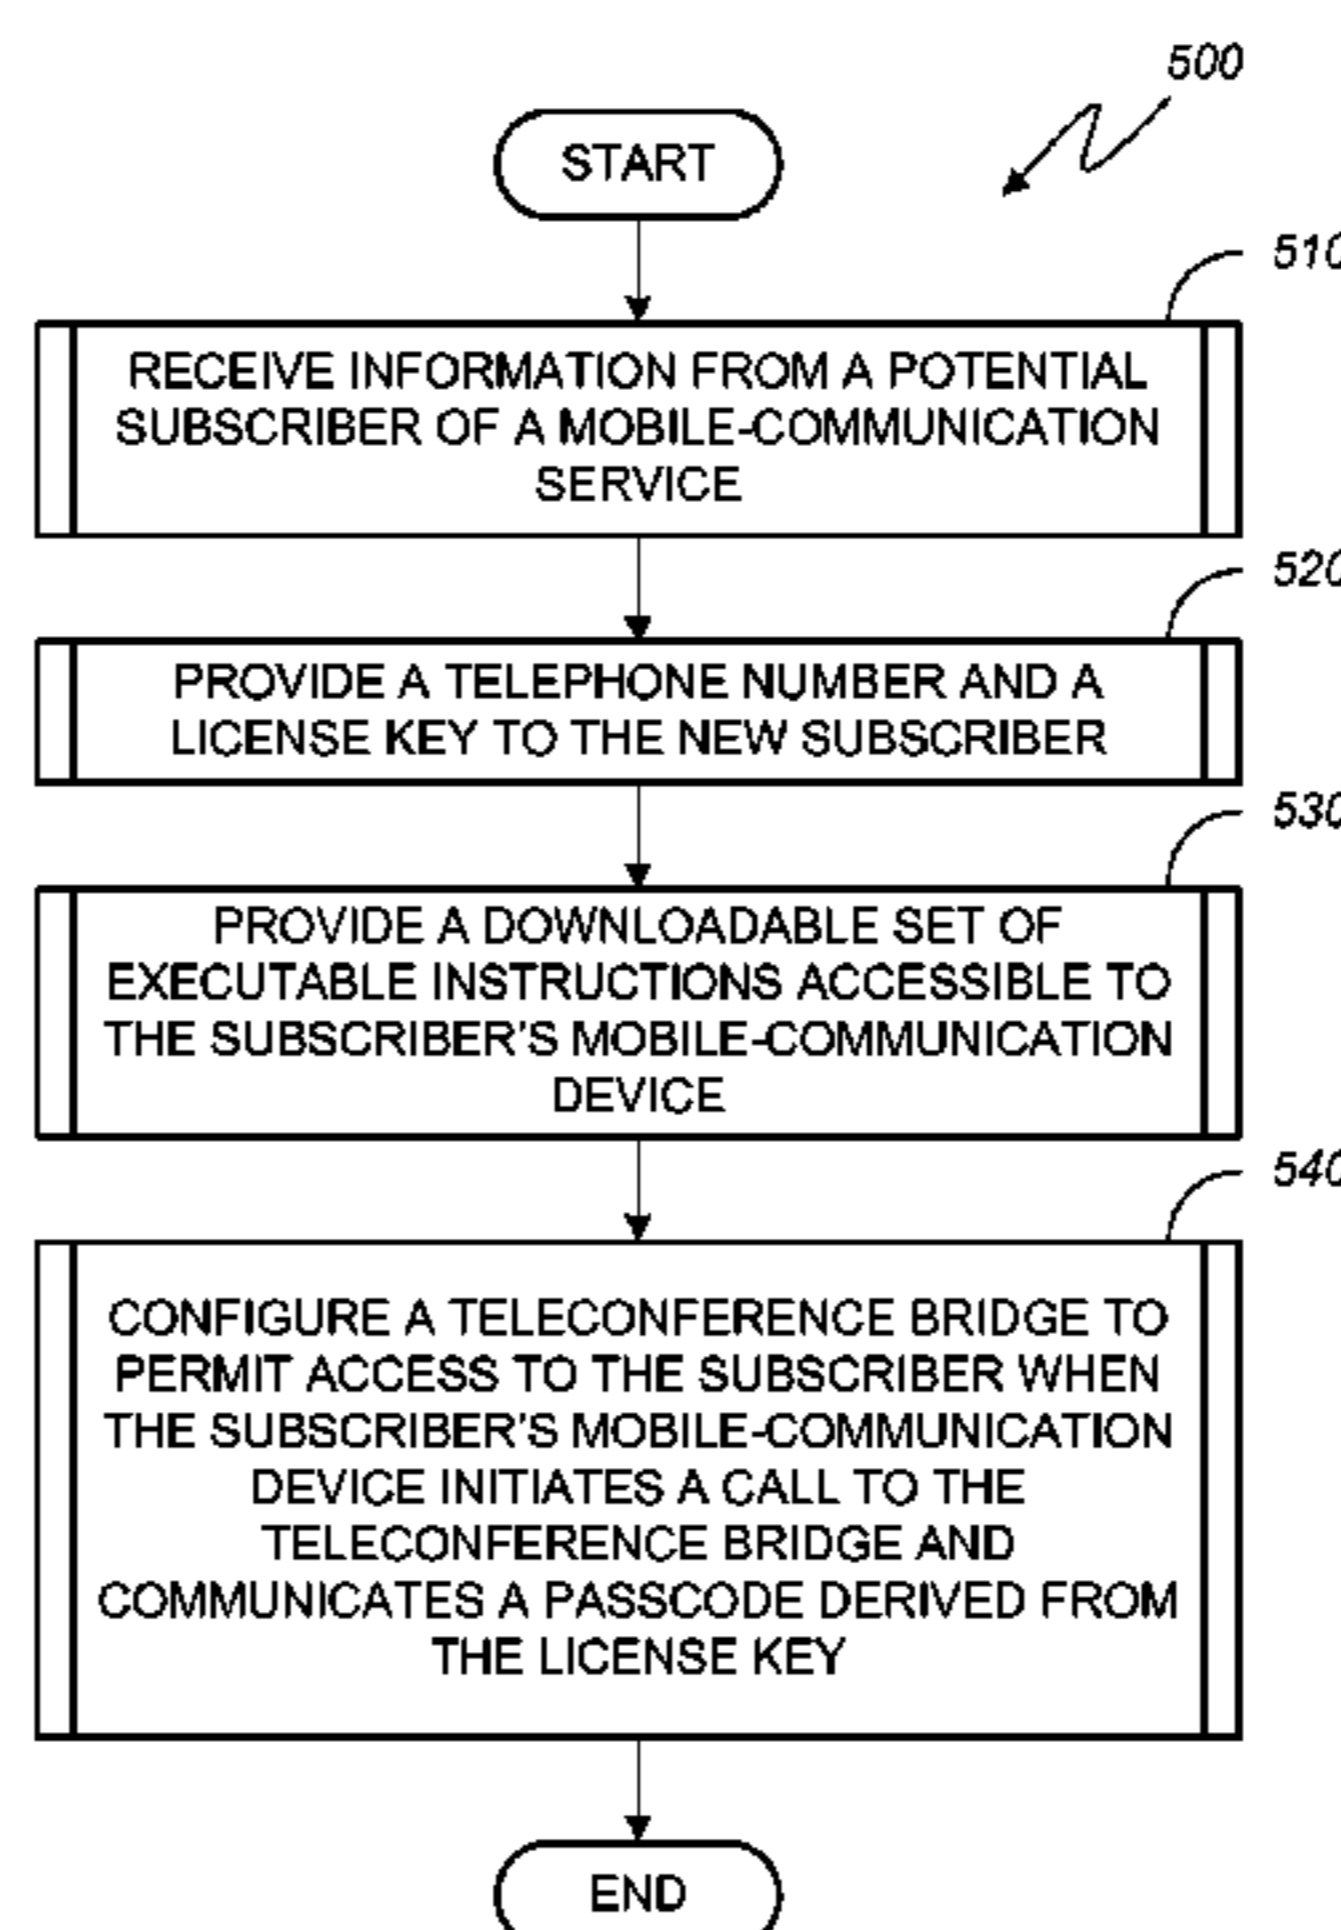 500
START
510
RECEIVE INFORMATION FROM A POTENTIAL
SUBSCRIBER OF A MOBILE-COMMUNICATION
SERVICE
520
PROVIDE A TELEPHONE NUMBER AND A
LICENSE KEY TO THE NEW SUBSCRIBER
530
PROVIDE A DOWNLOADABLE SET OF
EXECUTABLE INSTRUCTIONS ACCESSIBLE TO
THE SUBSCRIBER'S MOBILE-COMMUNICATION
DEVICE
540
CONFIGURE A TELECONFERENCE BRIDGE TO
PERMIT ACCESS TO THE SUBSCRIBER WHEN
THE SUBSCRIBER'S MOBILE-COMMUNICATION
DEVICE INITIATES A CALL TO THE
TELECONFERENCE BRIDGE AND
COMMUNICATES A PASSCODE DERIVED FROM
THE LICENSE KEY
END